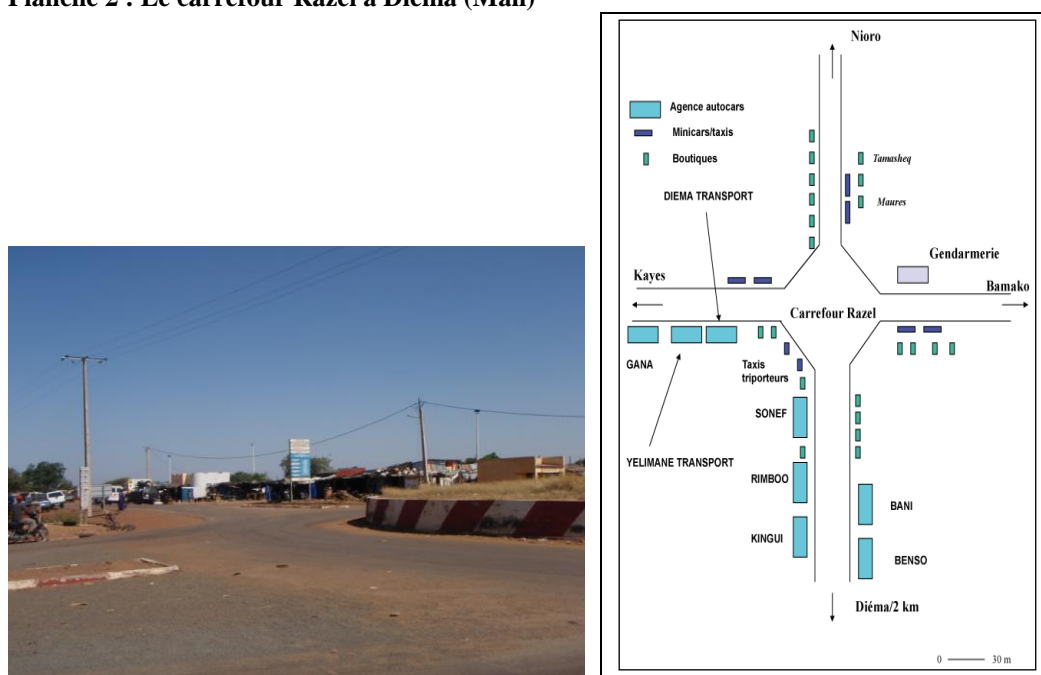 Planche 2 : Le carrefour Razel à Diéma (Mali)
Nioro
Agence autocars
Minicars/taxis
Boutiques
Tamasheq
DIEMA TRANSPORT
Maures
Gendarmerie
Kayes
Bamako
Carrefour Razel
GANA
Taxis
triporteurs
SONEF
YELIMANE TRANSPORT
RIMBOO
BANI
KINGUI
BENSO
Diéma/2 km
0 30 m